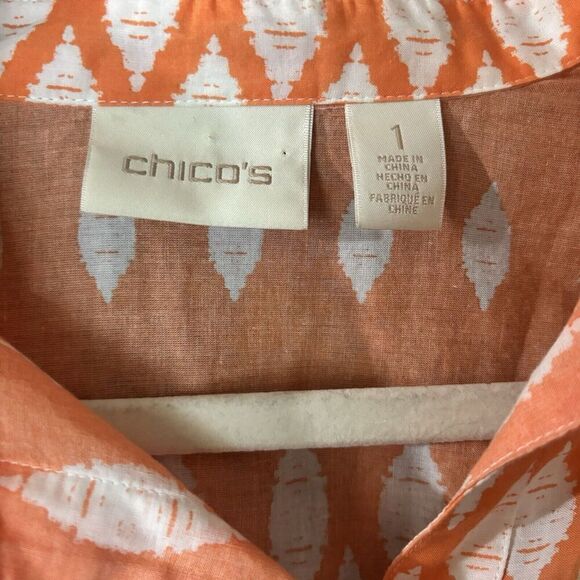 chico's
1
MADE IN
CHINA
HECHO EN
CHINA
FABRIQUÉ EN
CHINE